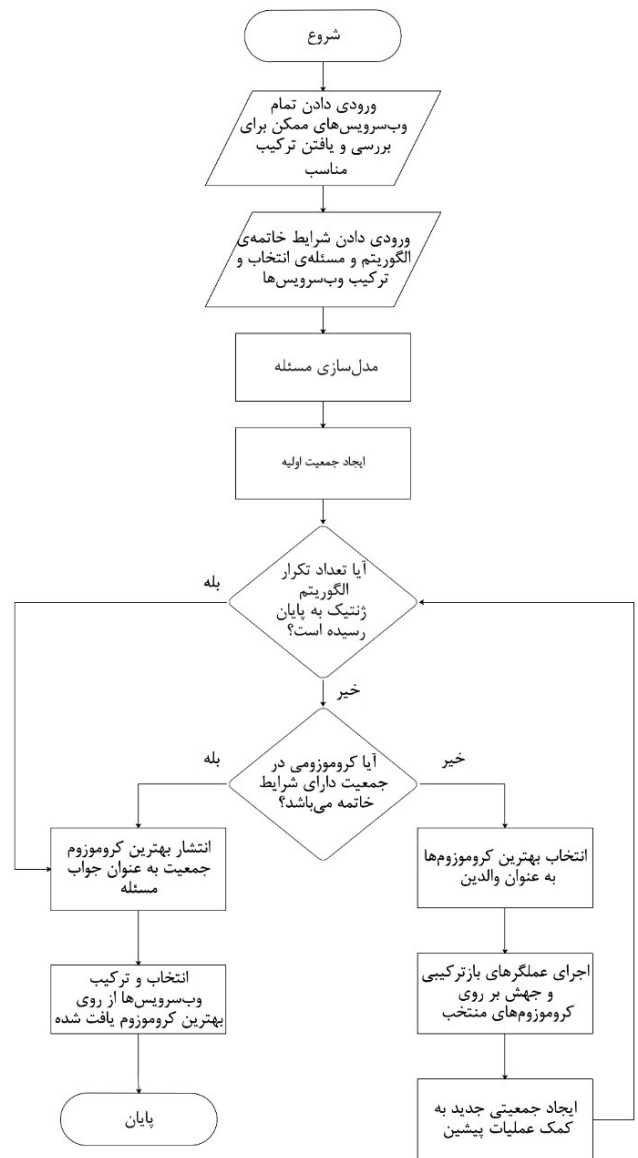 شروع
ورودی دادن تمام
وب‌سرویس‌های ممکن برای
بررسی و یافتن ترکیب
مناسب
ورودی دادن شرایط خاتمه‌ی
الگوریتم و مسئله‌ی انتخاب و
ترکیب وب‌سرویس‌ها
مدل‌سازی مسئله
ایجاد جمعیت اولیه
آیا تعداد تکرار
الگوریتم
ژنتیک به پایان
رسیده است؟
بله
خیر
آیا کروموزومی در
جمعیت دارای شرایط
خاتمه می‌باشد؟
خیر
بله
انتخاب بهترین کروموزوم‌ها
به عنوان والدین
اجرای عملگرهای بازترکیبی
و جهش بر روی
کروموزوم‌های منتخب
ایجاد جمعیتی جدید به
کمک عملیات پیشین
انتشار بهترین کروموزوم
جمعیت به عنوان جواب
مسئله
انتخاب و ترکیب
وب‌سرویس‌ها از روی
بهترین کروموزوم یافت شده
پایان